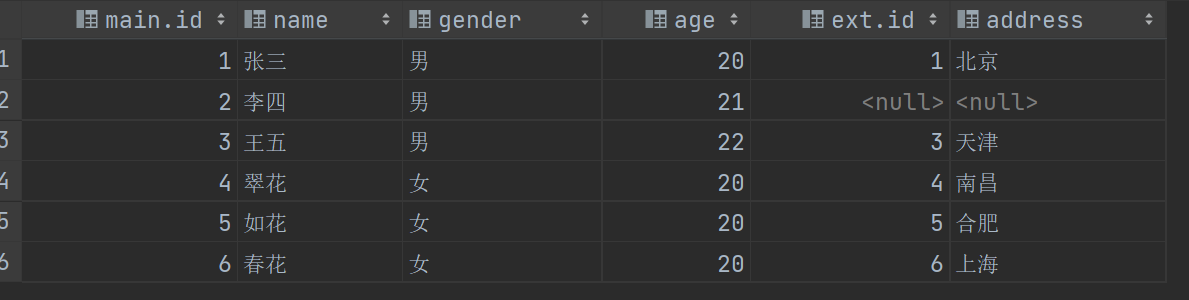 main.id name gender age ext.id address
1 1 张三 男 20 1 北京
2 2 李四 男 21 <null> <null>
3 3 王五 男 22 3 天津
4 4 翠花 女 20 4 南昌
5 5 如花 女 20 5 合肥
6 6 春花 女 20 6 上海